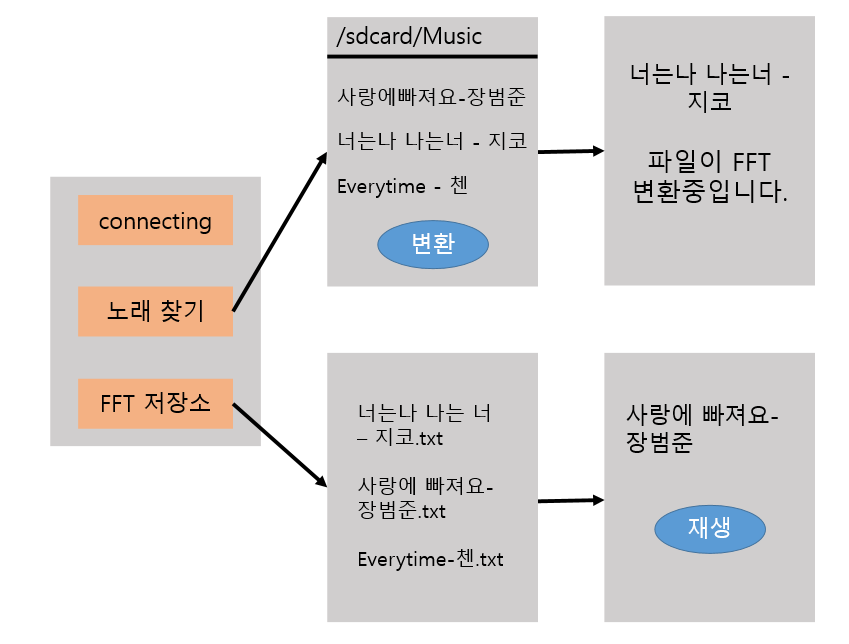 connecting
노래 찾기
FFT 저장소
/sdcard/Music
사랑에빠져요-장범준
너는나 나는너 - 지코
Everytime - 첸
변환
너는나 나는너 -
지코
파일이 FFT
변환중입니다.
너는나 나는 너
– 지코.txt
사랑에 빠져요-
장범준.txt
Everytime-첸.txt
사랑에 빠져요-
장범준
재생